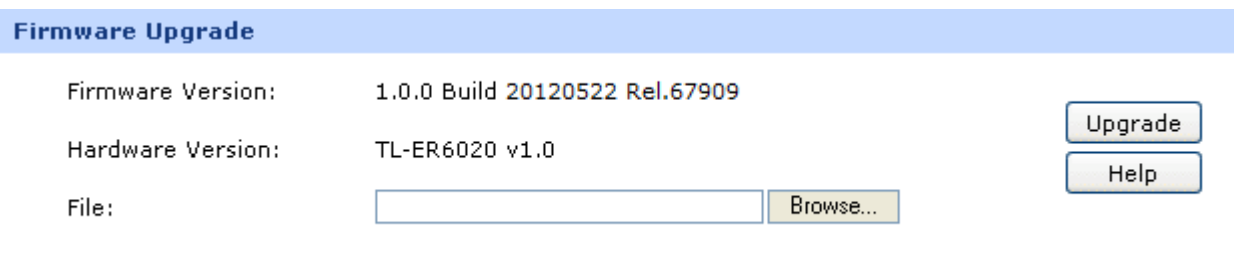 Firmware Upgrade
Firmware Version: 1.0.0 Build 20120522 Rel.67909
Upgrade
Hardware Version: TL-ER6020 v1.0
Help
File: Browse...